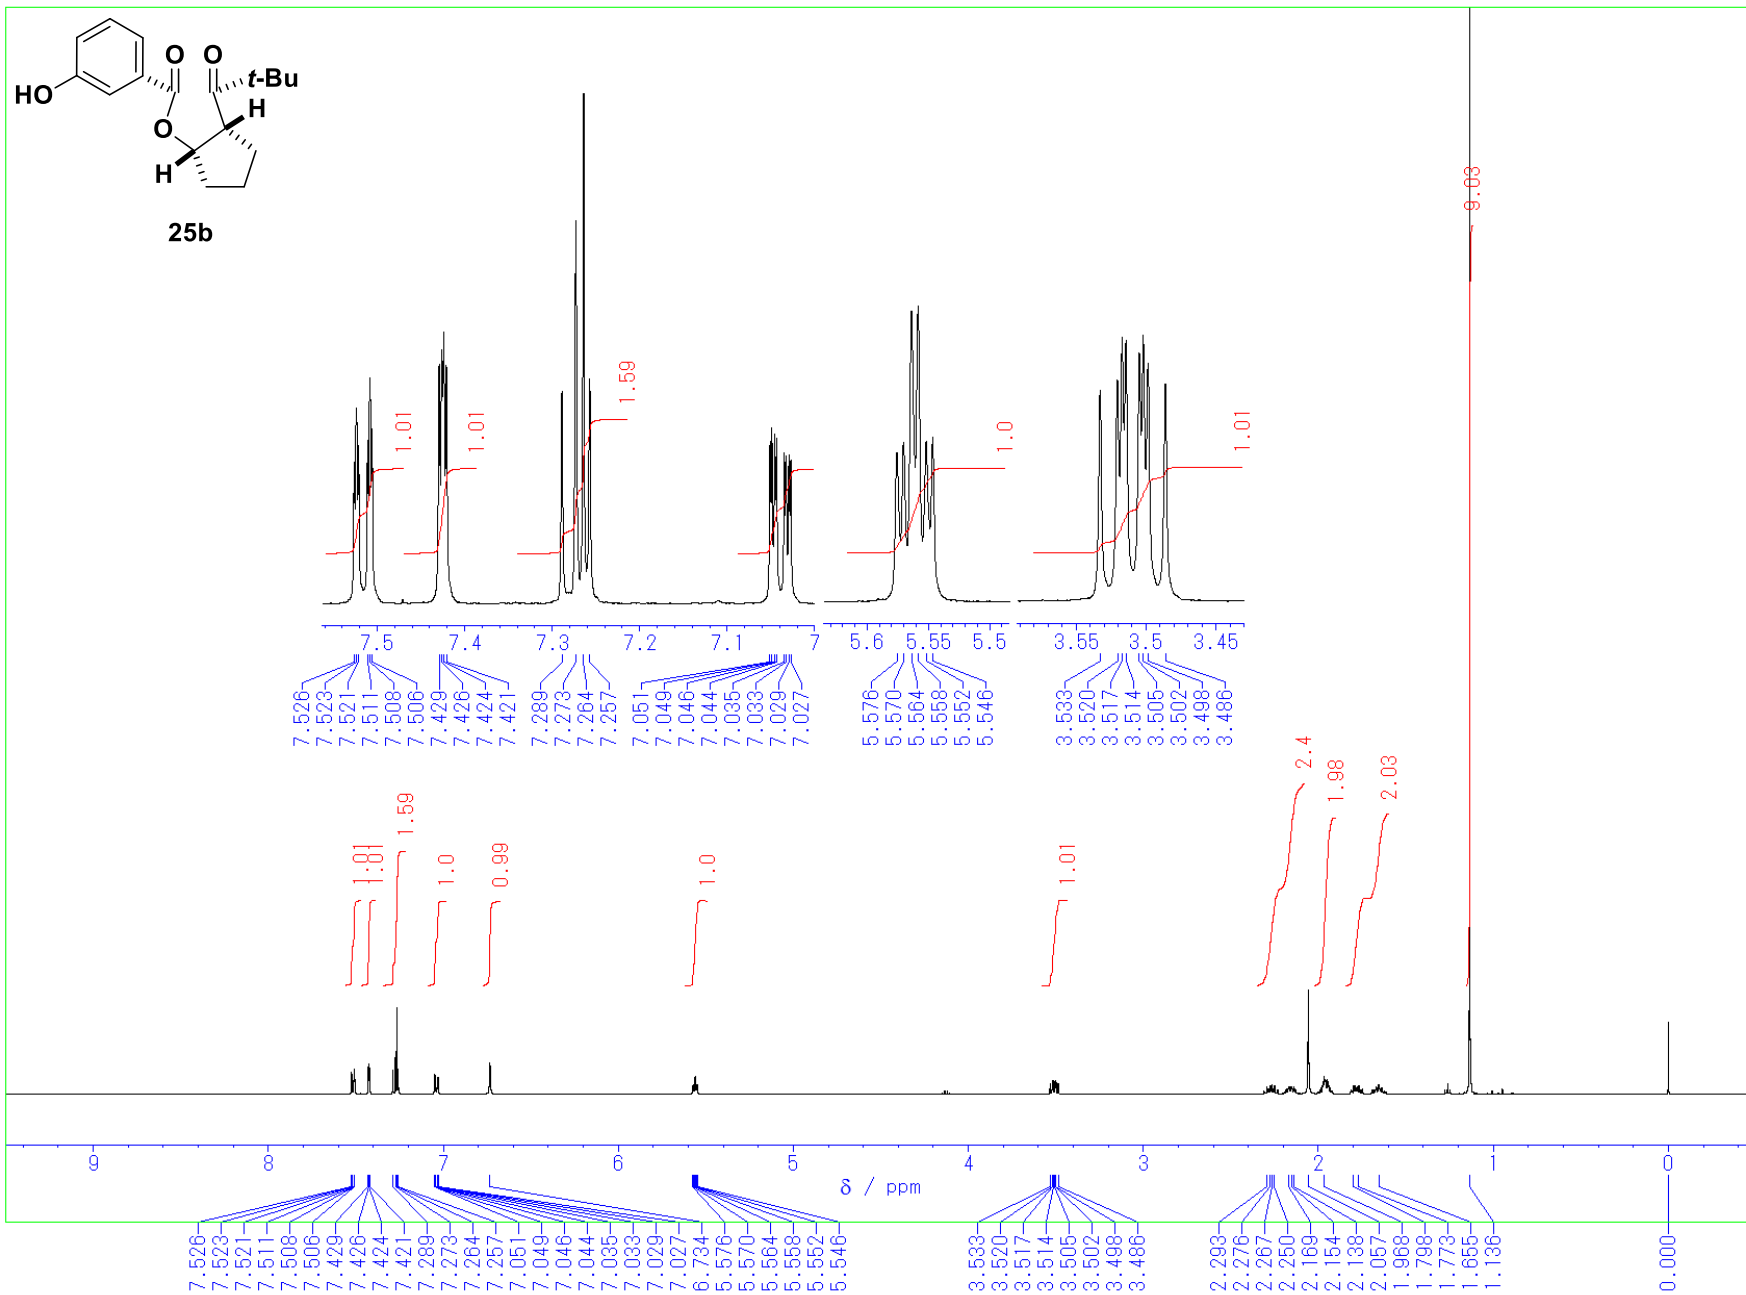 O O
t-Bu
HO
H
O
H
25b
9.03
1.01
1.01
1.59
1.0
1.01
7.5 7.4 7.3 7.2 7.1 7 5.6 5.55 5.5 3.55 3.5 3.45
7.526 7.523 7.521 7.511 7.508 7.506 7.429 7.426 7.424 7.421 7.289 7.273 7.264 7.257 7.051 7.049 7.046 7.044 7.035 7.033 7.029 7.027 5.576 5.570 5.564 5.558 5.552 5.546 3.533 3.520 3.517 3.514 3.505 3.502 3.498 3.486
1.01 1.01 1.59 1.0 0.99 1.0 1.01 2.4 1.98 2.03
9 8 7 6 5 4 3 2 1 0
δ / ppm
7.526 7.523 7.521 7.511 7.508 7.506 7.429 7.426 7.424 7.421 7.289 7.273 7.264 7.257 7.051 7.049 7.046 7.044 7.035 7.033 7.029 7.027 6.734 5.576 5.570 5.564 5.558 5.552 5.546 3.533 3.520 3.517 3.514 3.505 3.502 3.498 3.486 2.293 2.276 2.267 2.250 2.169 2.154 2.138 2.057 1.968 1.798 1.773 1.655 1.136 0.000